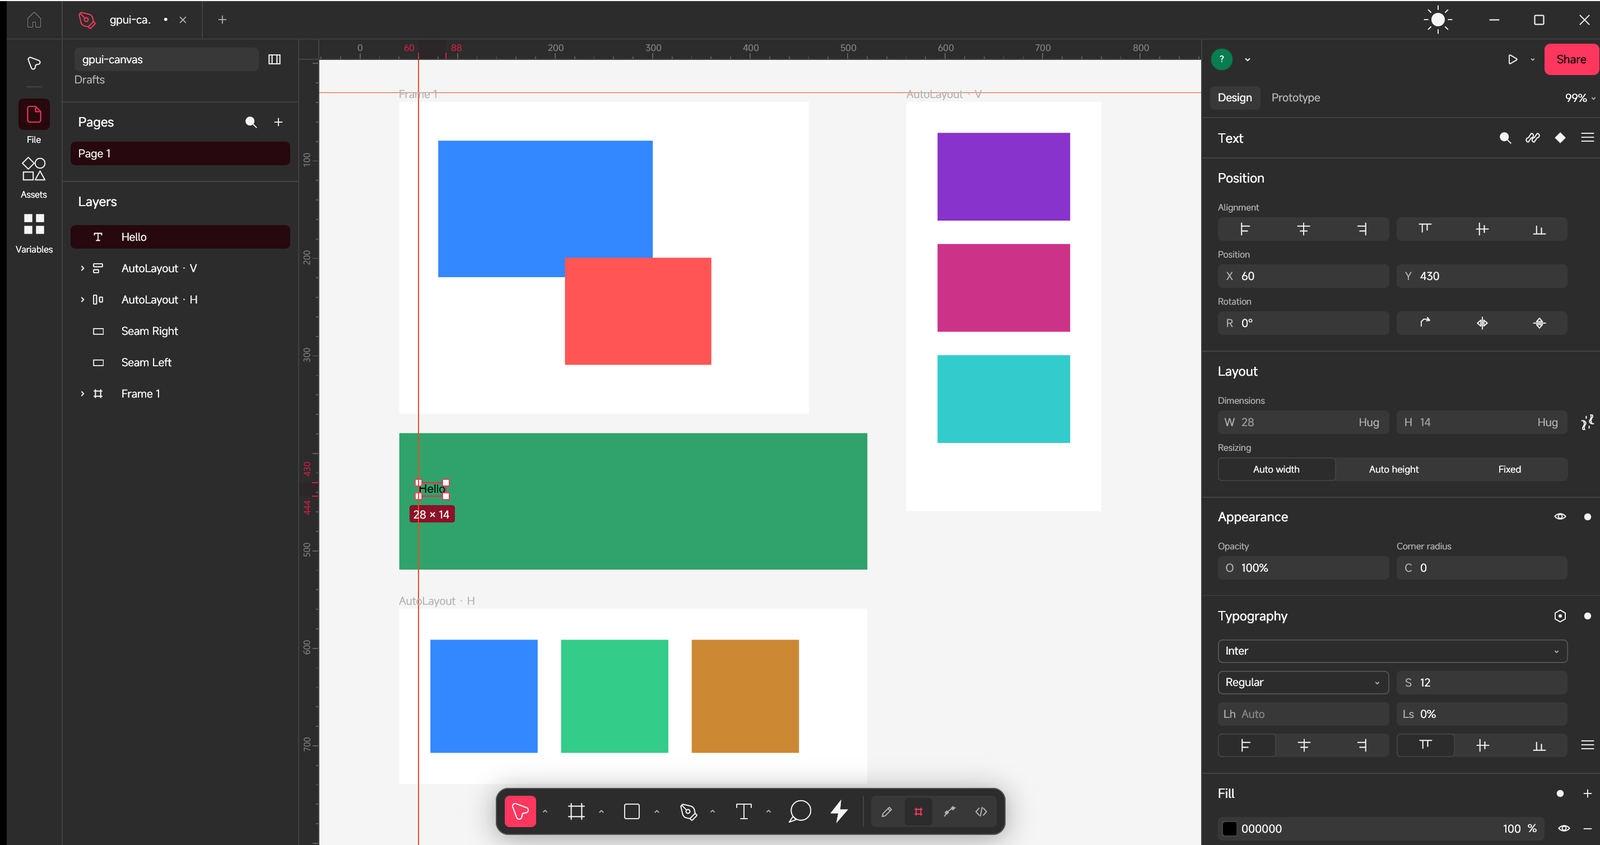 gpui-ca.
gpui-canvas
Drafts
File
Assets
Variables
Pages
Page 1
Layers
Hello
AutoLayout · V
AutoLayout · H
Seam Right
Seam Left
Frame 1
0 60 88 200 300 400 500 600 700 800
100
200
300
430
444
500
600
700
Frame 1
AutoLayout · V
Hello
28 × 14
AutoLayout · H
?
Share
Design Prototype 99%
Text
Position
Alignment
Position
X 60 Y 430
Rotation
R 0°
Layout
Dimensions
W 28 Hug H 14 Hug
Resizing
Auto width Auto height Fixed
Appearance
Opacity Corner radius
O 100% C 0
Typography
Inter
Regular S 12
Lh Auto Ls 0%
Fill
000000 100 %